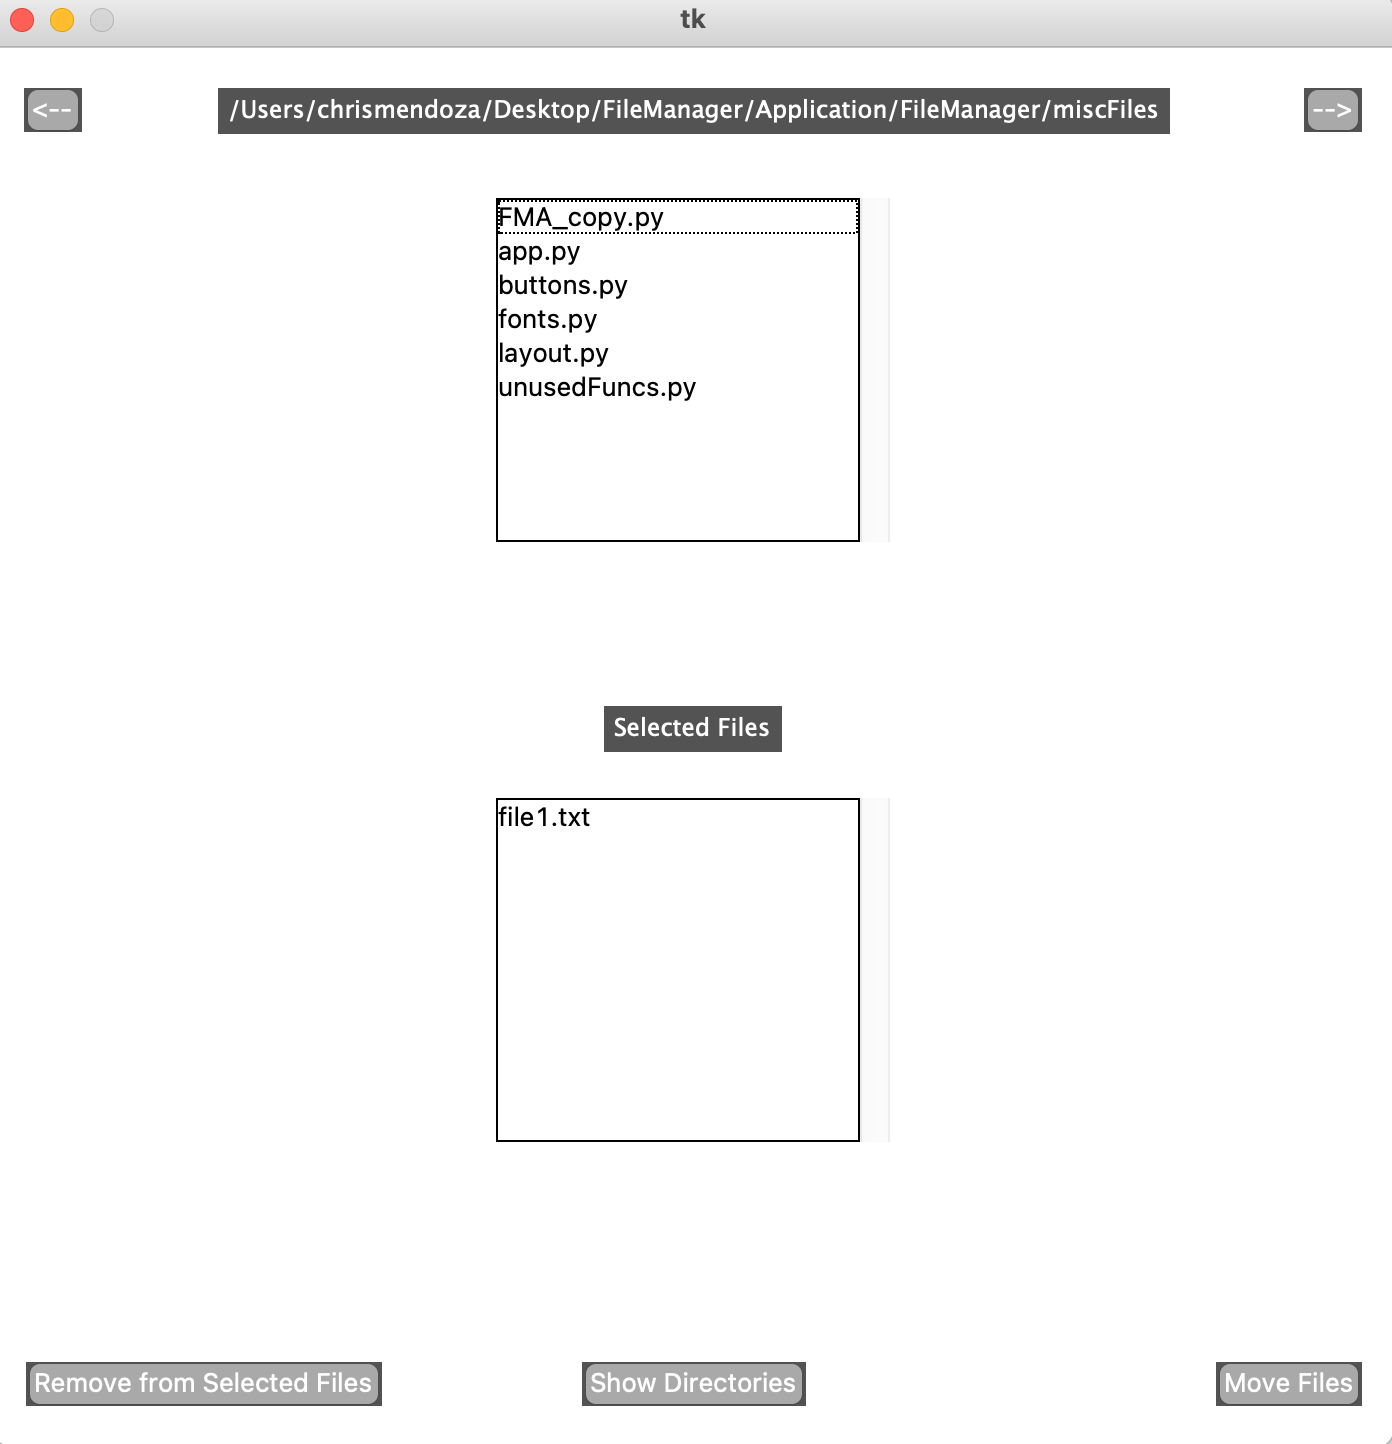 tk
<-- /Users/chrismendoza/Desktop/FileManager/Application/FileManager/miscFiles -->
FMA_copy.py
app.py
buttons.py
fonts.py
layout.py
unusedFuncs.py
Selected Files
file1.txt
Remove from Selected Files Show Directories Move Files